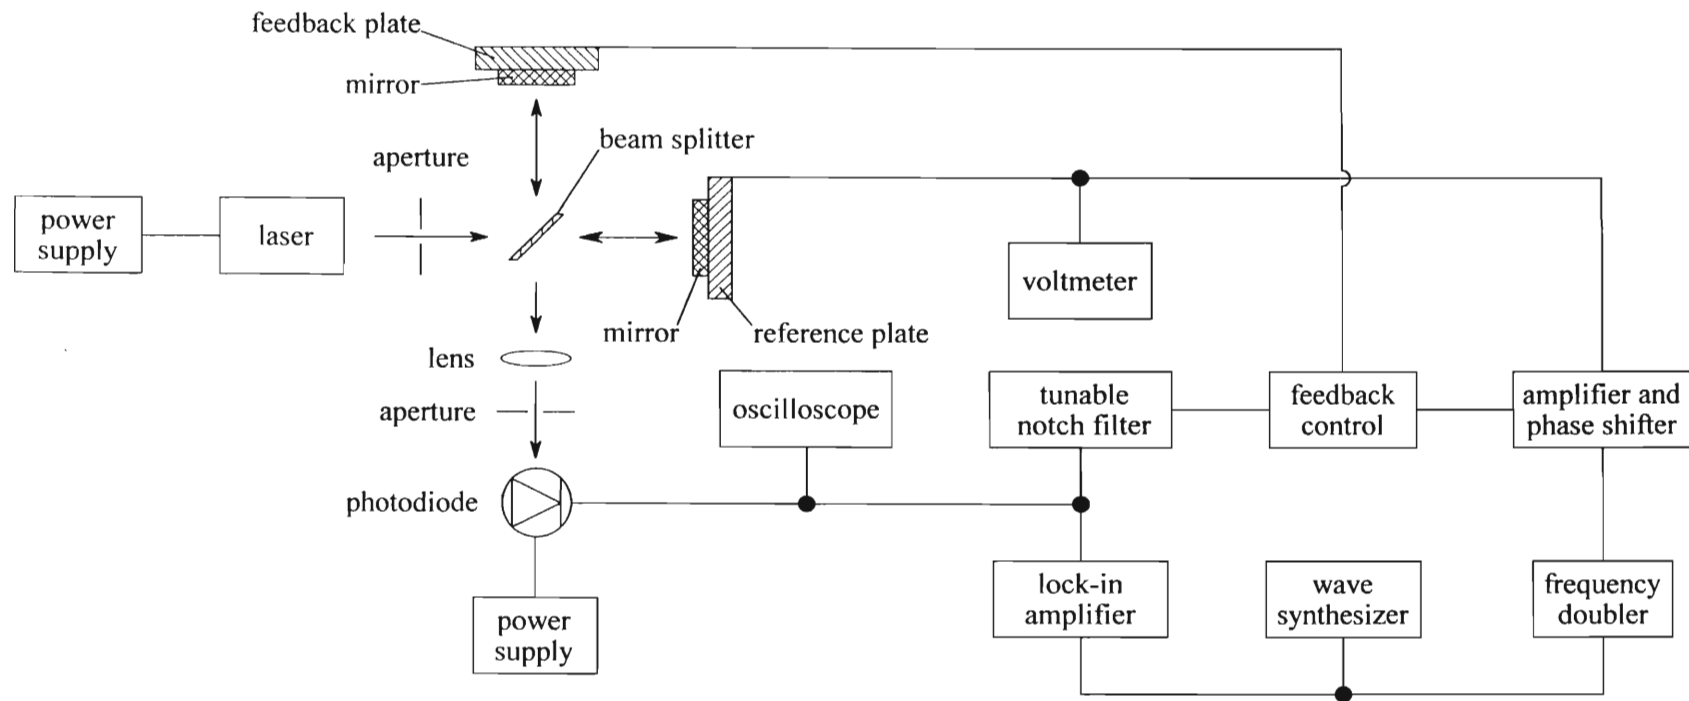 feedback plate
mirror
beam splitter
aperture
power
supply
laser
voltmeter
mirror
reference plate
lens
aperture
oscilloscope
tunable
notch filter
feedback
control
amplifier and
phase shifter
photodiode
lock-in
amplifier
wave
synthesizer
frequency
doubler
power
supply